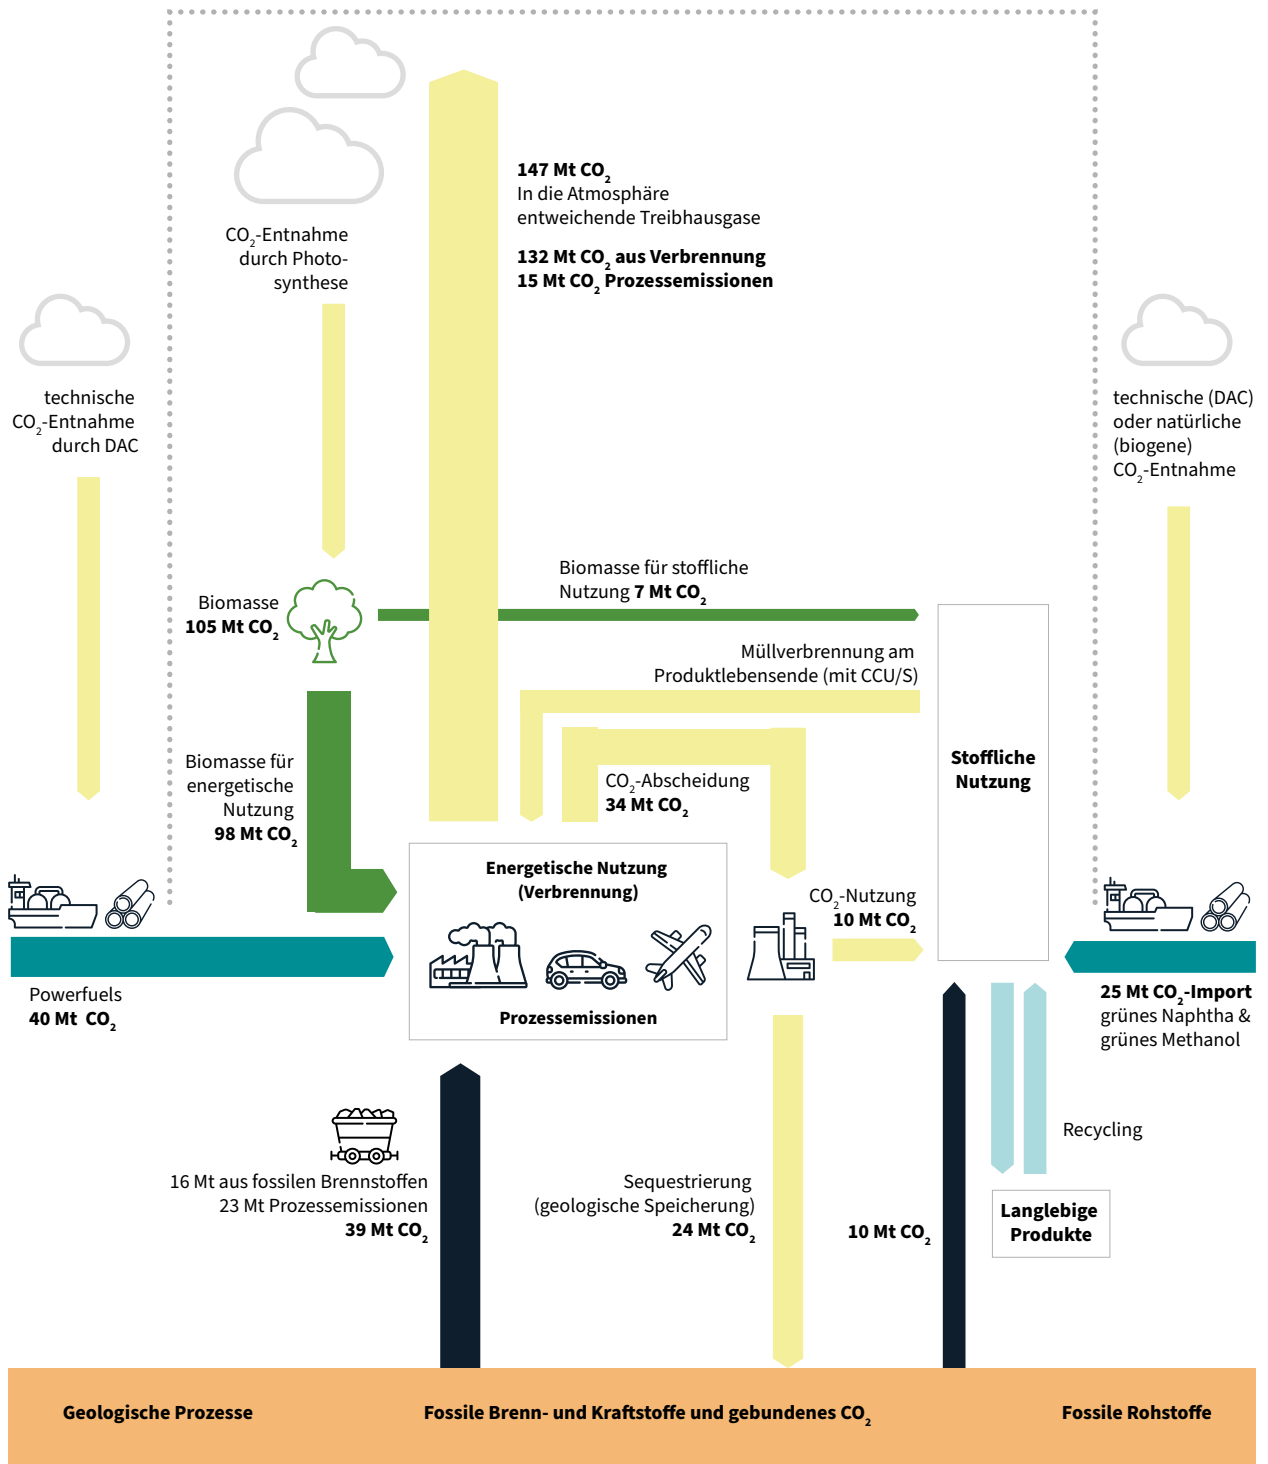 147 Mt CO₂
In die Atmosphäre
entweichende Treibhausgase
132 Mt CO₂ aus Verbrennung
15 Mt CO₂ Prozessemissionen
CO₂-Entnahme
durch Photo-
synthese
technische
CO₂-Entnahme
durch DAC
technische (DAC)
oder natürliche
(biogene)
CO₂-Entnahme
Biomasse für stoffliche
Nutzung 7 Mt CO₂
Biomasse
105 Mt CO₂
Müllverbrennung am
Produktlebensende (mit CCU/S)
Stoffliche
Nutzung
Biomasse für
energetische
Nutzung
98 Mt CO₂
CO₂-Abscheidung
34 Mt CO₂
Energetische Nutzung
(Verbrennung)
Prozessemissionen
CO₂-Nutzung
10 Mt CO₂
Powerfuels
40 Mt CO₂
25 Mt CO₂-Import
grünes Naphtha &
grünes Methanol
Recycling
16 Mt aus fossilen Brennstoffen
23 Mt Prozessemissionen
39 Mt CO₂
Sequestrierung
(geologische Speicherung)
24 Mt CO₂
10 Mt CO₂
Langlebige
Produkte
Geologische Prozesse
Fossile Brenn- und Kraftstoffe und gebundenes CO₂
Fossile Rohstoffe